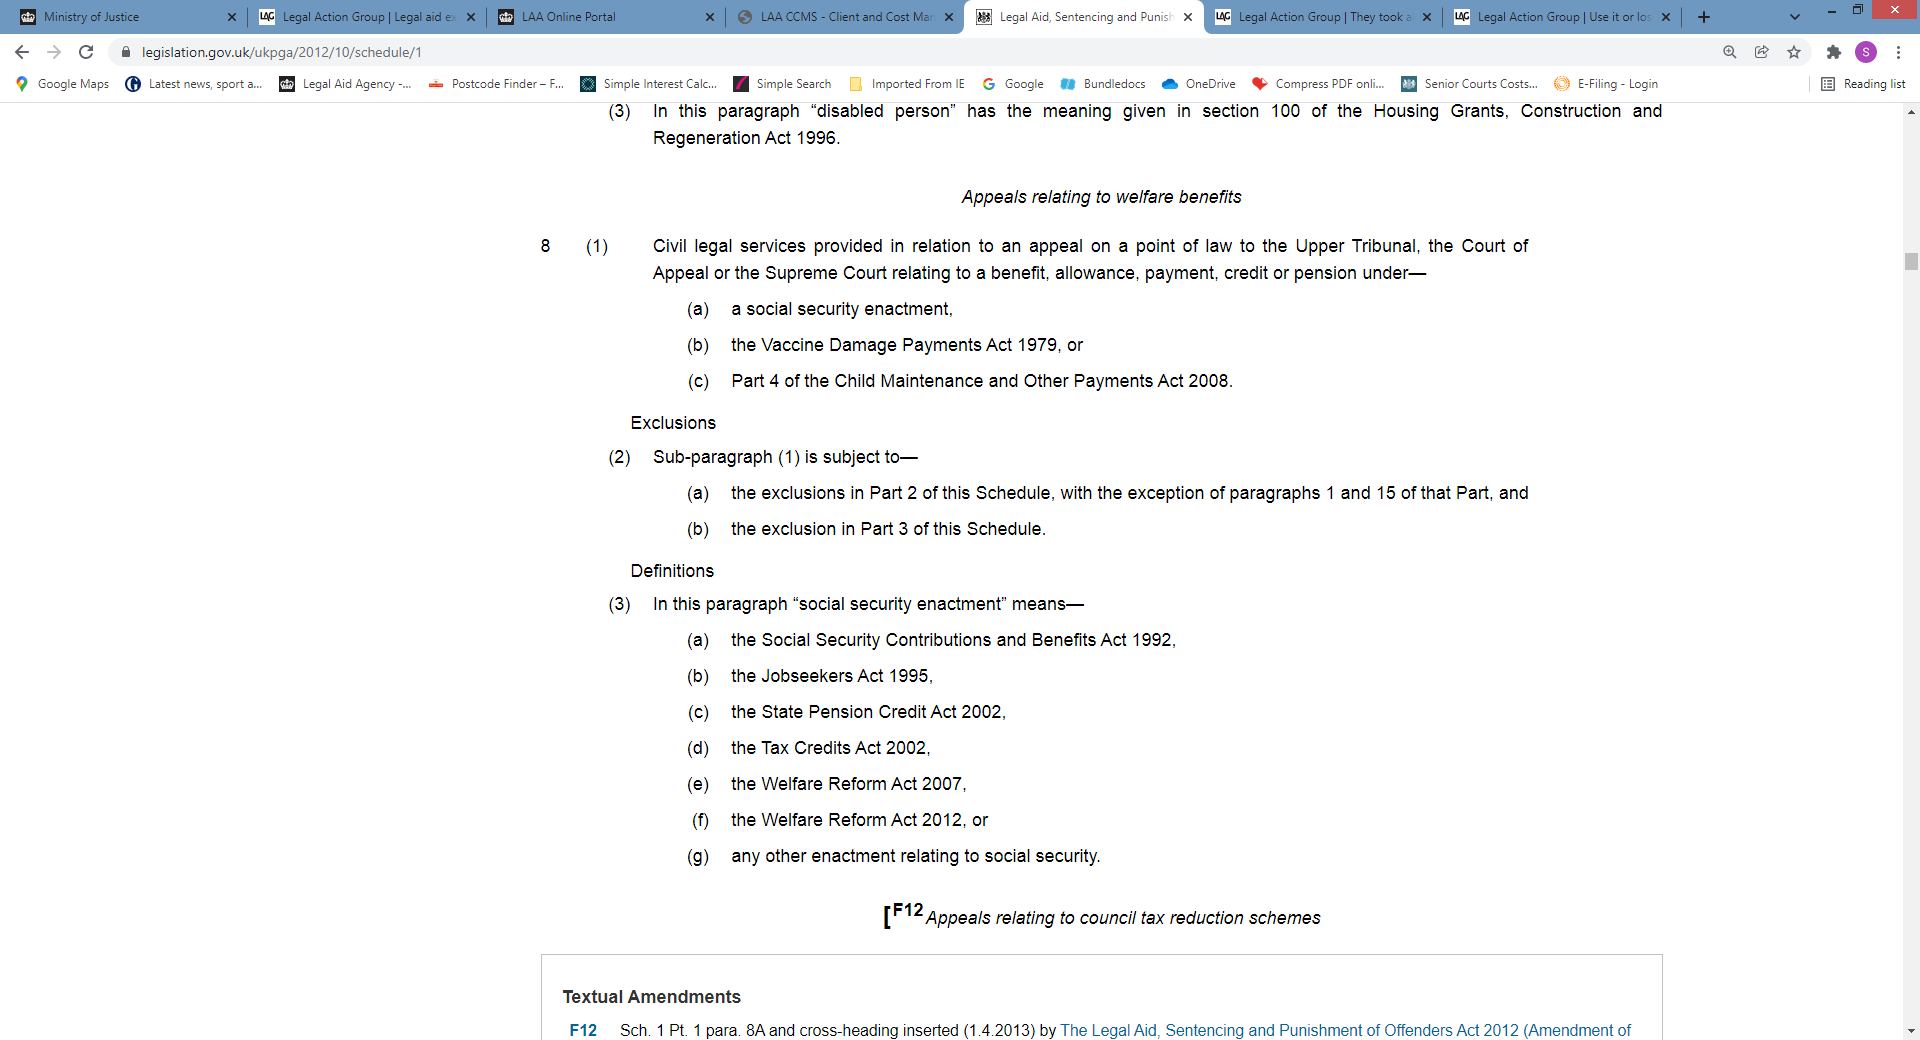 Ministry of Justice
Legal Action Group | Legal aid ex
LAA Online Portal
LAA CCMS - Client and Cost Man
Legal Aid, Sentencing and Punish
Legal Action Group | They took a
Legal Action Group | Use it or los
legislation.gov.uk/ukpga/2012/10/schedule/1
S
Google Maps
Latest news, sport a...
Legal Aid Agency -...
Postcode Finder – F...
Simple Interest Calc...
Simple Search
Imported From IE
Google
Bundledocs
OneDrive
Compress PDF onli...
Senior Courts Costs...
E-Filing - Login
Reading list
(3) In this paragraph “disabled person” has the meaning given in section 100 of the Housing Grants, Construction and
Regeneration Act 1996.
Appeals relating to welfare benefits
8 (1) Civil legal services provided in relation to an appeal on a point of law to the Upper Tribunal, the Court of
Appeal or the Supreme Court relating to a benefit, allowance, payment, credit or pension under—
(a) a social security enactment,
(b) the Vaccine Damage Payments Act 1979, or
(c) Part 4 of the Child Maintenance and Other Payments Act 2008.
Exclusions
(2) Sub-paragraph (1) is subject to—
(a) the exclusions in Part 2 of this Schedule, with the exception of paragraphs 1 and 15 of that Part, and
(b) the exclusion in Part 3 of this Schedule.
Definitions
(3) In this paragraph “social security enactment” means—
(a) the Social Security Contributions and Benefits Act 1992,
(b) the Jobseekers Act 1995,
(c) the State Pension Credit Act 2002,
(d) the Tax Credits Act 2002,
(e) the Welfare Reform Act 2007,
(f) the Welfare Reform Act 2012, or
(g) any other enactment relating to social security.
[F12 Appeals relating to council tax reduction schemes
Textual Amendments
F12 Sch. 1 Pt. 1 para. 8A and cross-heading inserted (1.4.2013) by The Legal Aid, Sentencing and Punishment of Offenders Act 2012 (Amendment of